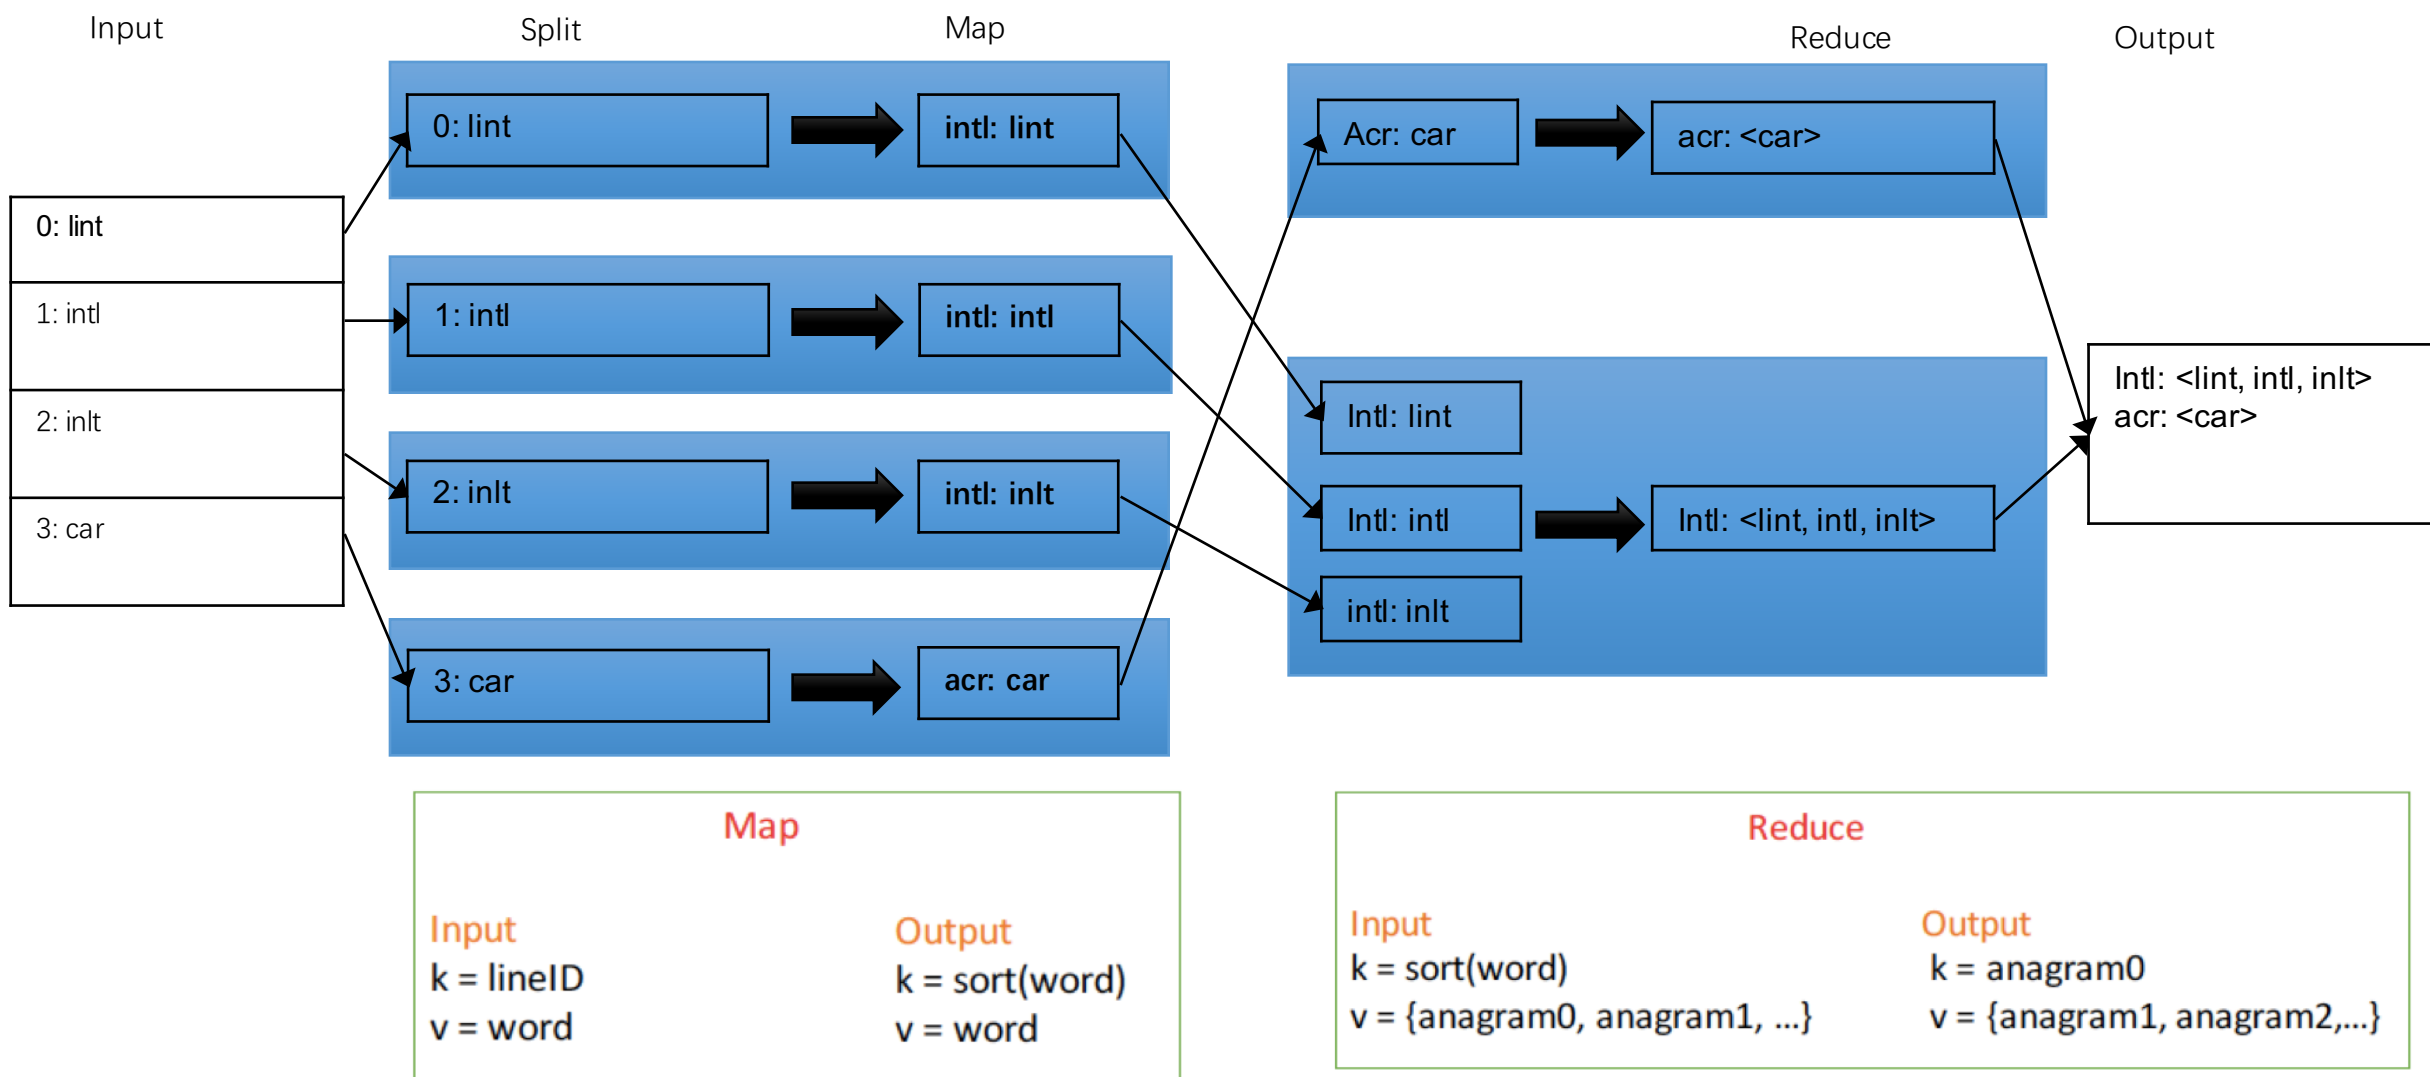 Input
Split
Map
Reduce
Output
0: lint
1: intl
2: inlt
3: car
0: lint
intl: lint
1: intl
intl: intl
2: inlt
intl: inlt
3: car
acr: car
Acr: car
acr: <car>
Intl: lint
Intl: intl
Intl: <lint, intl, inlt>
intl: inlt
Intl: <lint, intl, inlt>
acr: <car>
Map
Input
k = lineID
v = word
Output
k = sort(word)
v = word
Reduce
Input
k = sort(word)
v = {anagram0, anagram1, ...}
Output
k = anagram0
v = {anagram1, anagram2,...}